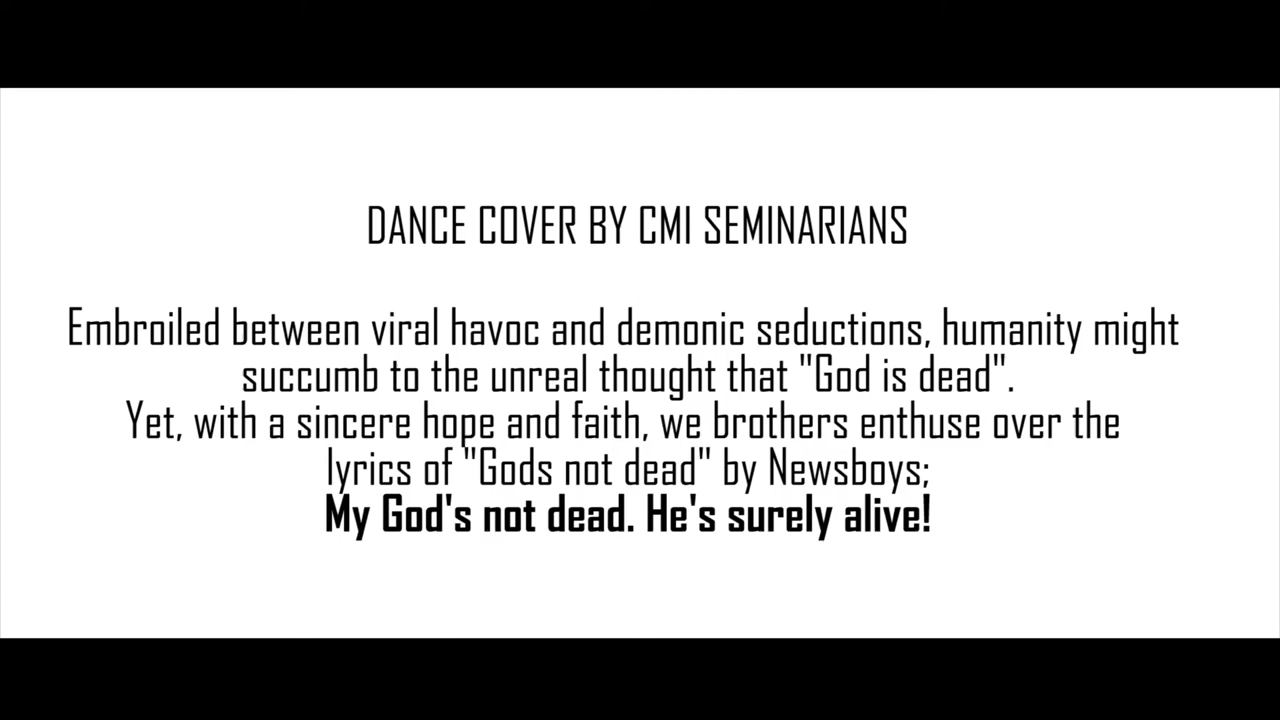 DANCE COVER BY CMI SEMINARIANS
Embroiled between viral havoc and demonic seductions, humanity might
succumb to the unreal thought that "God is dead".
Yet, with a sincere hope and faith, we brothers enthuse over the
lyrics of "Gods not dead" by Newsboys;
My God's not dead. He's surely alive!